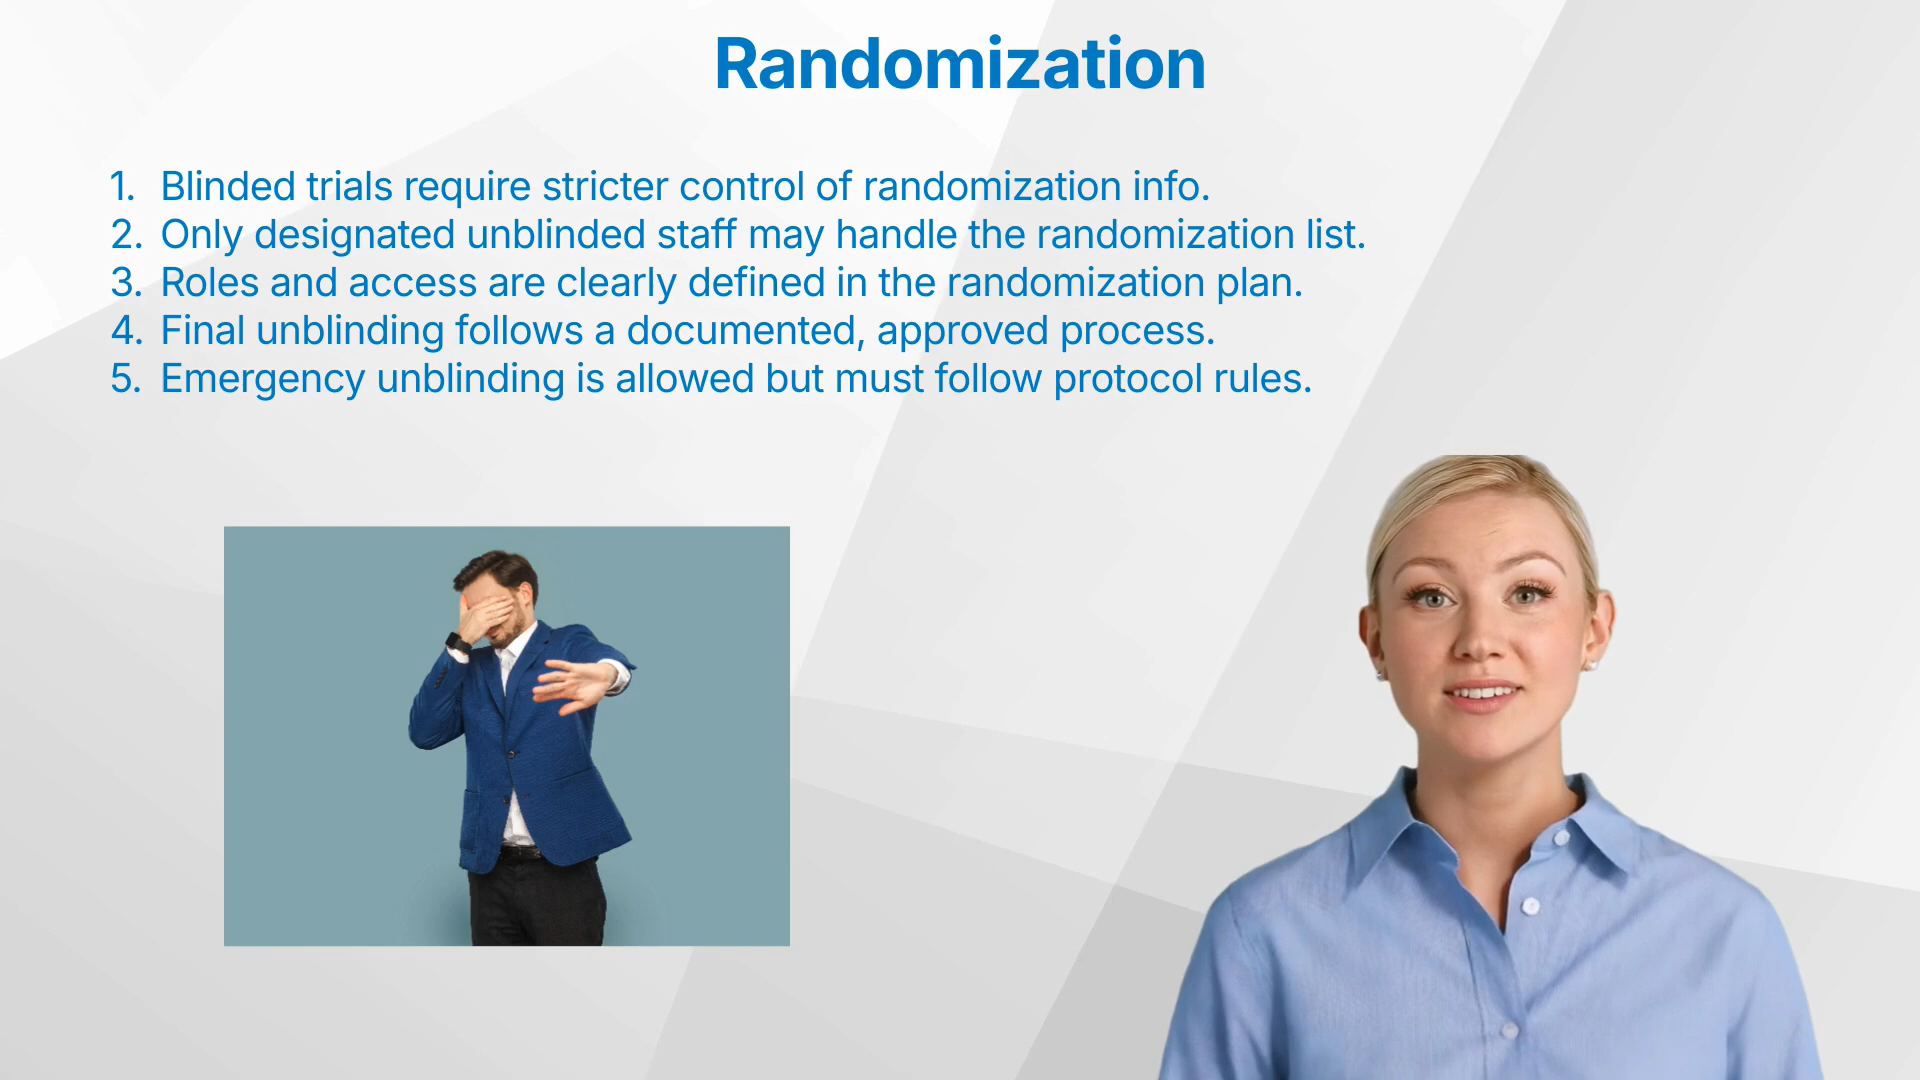 Randomization
1. Blinded trials require stricter control of randomization info.
2. Only designated unblinded staff may handle the randomization list.
3. Roles and access are clearly defined in the randomization plan.
4. Final unblinding follows a documented, approved process.
5. Emergency unblinding is allowed but must follow protocol rules.